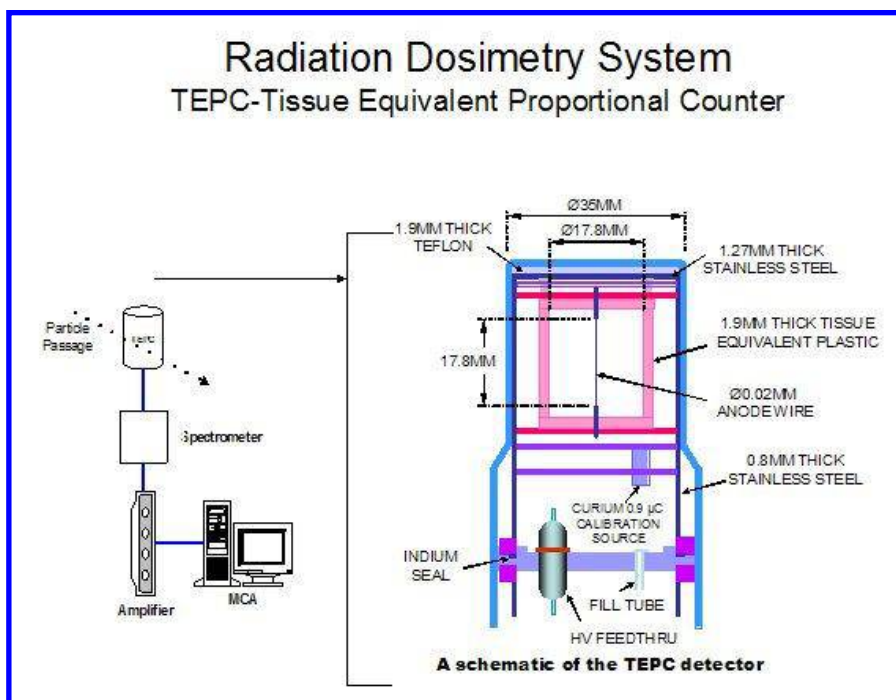 Radiation Dosimetry System
TEPC-Tissue Equivalent Proportional Counter
Particle
Passage
TEPC
Spectrometer
Amplifier
MCA
Ø35MM
1.9MM THICK
TEFLON
Ø17.8MM
1.27MM THICK
STAINLESS STEEL
17.8MM
1.9MM THICK TISSUE
EQUIVALENT PLASTIC
Ø0.02MM
ANODE WIRE
0.8MM THICK
STAINLESS STEEL
CURIUM 0.9 µC
CALIBRATION
SOURCE
INDIUM
SEAL
FILL TUBE
HV FEEDTHRU
A schematic of the TEPC detector